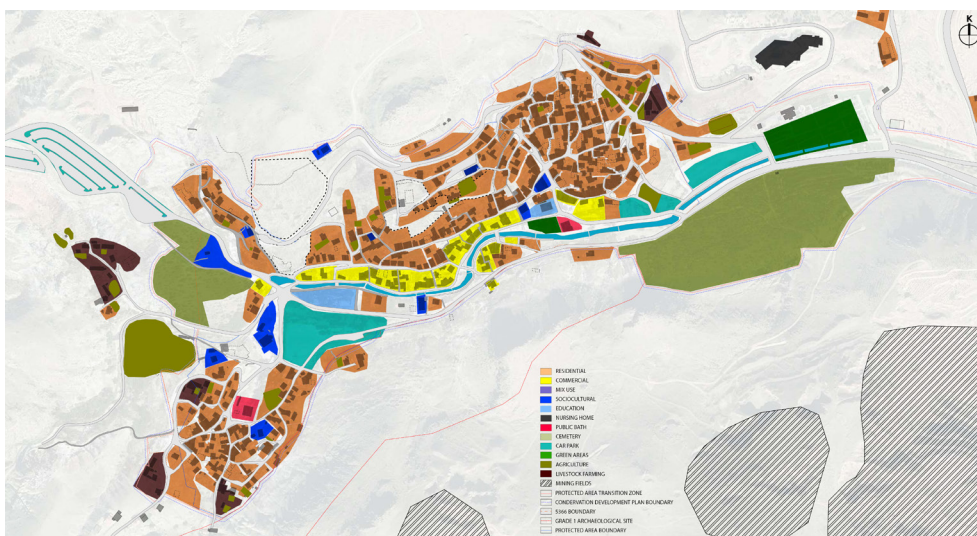 K
RESIDENTIAL
COMMERCIAL
MIX USE
SOCIOCULTURAL
EDUCATION
NURSING HOME
PUBLIC BATH
CEMETERY
CAR PARK
GREEN AREAS
AGRICULTURE
LIVESTOCK FARMING
MINING FIELDS
PROTECTED AREA TRANSITION ZONE
CONDERVATION DEVELOPMENT PLAN BOUNDARY
5366 BOUNDARY
GRADE 1 ARCHAEOLOGICAL SITE
PROTECTED AREA BOUNDARY